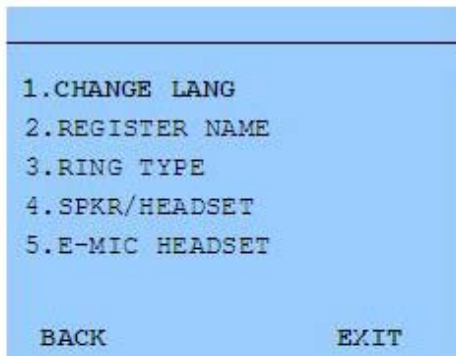 1.CHANGE LANG
2.REGISTER NAME
3.RING TYPE
4.SPKR/HEADSET
5.E-MIC HEADSET
BACK EXIT